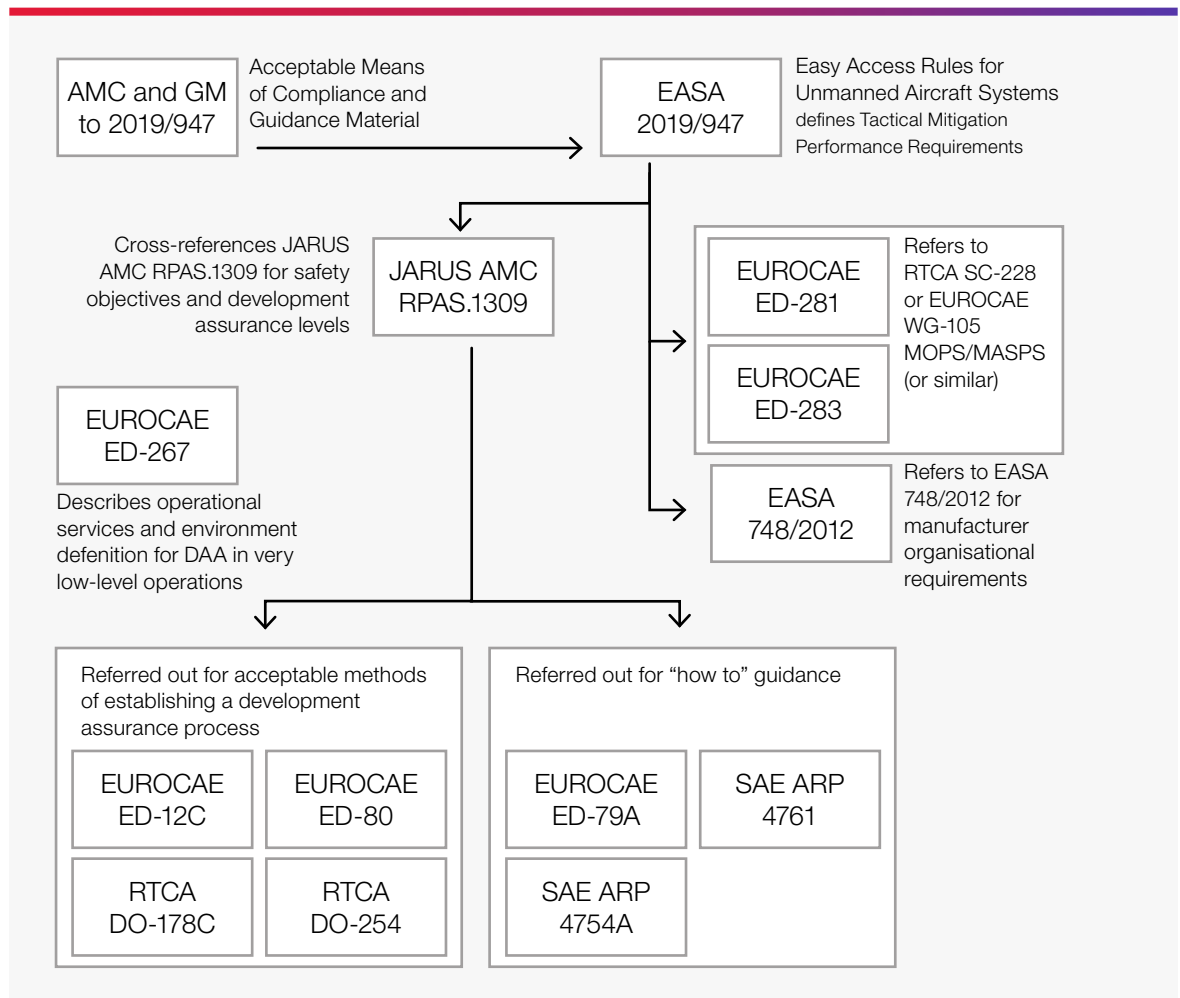 AMC and GM
to 2019/947
Acceptable Means
of Compliance and
Guidance Material
EASA
2019/947
Easy Access Rules for
Unmanned Aircraft Systems
defines Tactical Mitigation
Performance Requirements
Cross-references JARUS
AMC RPAS.1309 for safety
objectives and development
assurance levels
JARUS AMC
RPAS.1309
EUROCAE
ED-281
EUROCAE
ED-283
Refers to
RTCA SC-228
or EUROCAE
WG-105
MOPS/MASPS
(or similar)
EUROCAE
ED-267
Describes operational
services and environment
defenition for DAA in very
low-level operations
EASA
748/2012
Refers to EASA
748/2012 for
manufacturer
organisational
requirements
Referred out for acceptable methods
of establishing a development
assurance process
EUROCAE
ED-12C
EUROCAE
ED-80
RTCA
DO-178C
RTCA
DO-254
Referred out for “how to” guidance
EUROCAE
ED-79A
SAE ARP
4761
SAE ARP
4754A